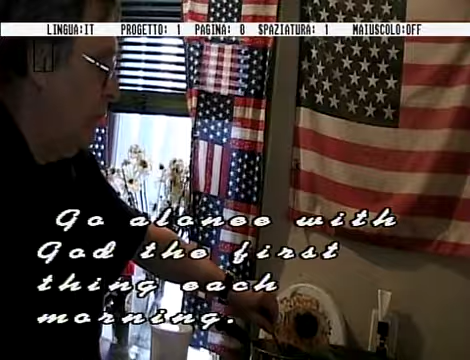 LINGUA:IT PROGETTO: 1 PAGINA: 0 SPAZIATURA: 1 MAIUSCOLO:OFF
Go alonee with
God the first
thing each
morning.